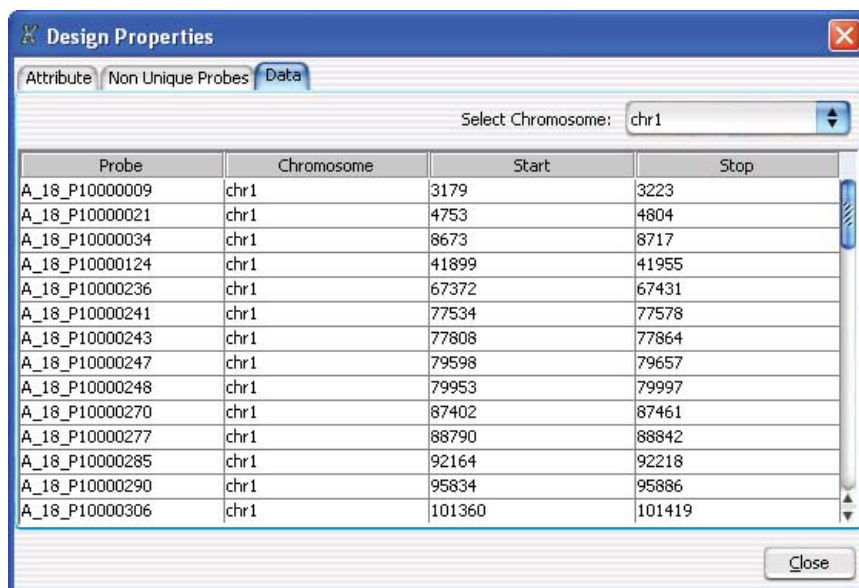 Design Properties
Attribute Non Unique Probes Data
Select Chromosome: chr1
Probe Chromosome Start Stop
A_18_P10000009 chr1 3179 3223
A_18_P10000021 chr1 4753 4804
A_18_P10000034 chr1 8673 8717
A_18_P10000124 chr1 41899 41955
A_18_P10000236 chr1 67372 67431
A_18_P10000241 chr1 77534 77578
A_18_P10000243 chr1 77808 77864
A_18_P10000247 chr1 79598 79657
A_18_P10000248 chr1 79953 79997
A_18_P10000270 chr1 87402 87461
A_18_P10000277 chr1 88790 88842
A_18_P10000285 chr1 92164 92218
A_18_P10000290 chr1 95834 95886
A_18_P10000306 chr1 101360 101419
Close